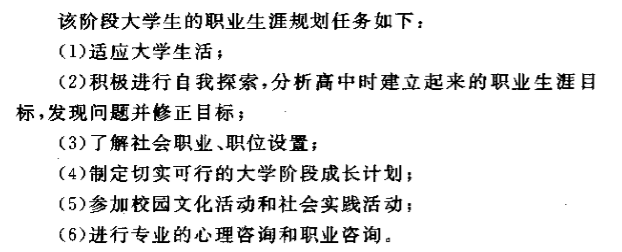 该阶段大学生的职业生涯规划任务如下：
(1)适应大学生活；
(2)积极进行自我探索,分析高中时建立起来的职业生涯目
标,发现问题并修正目标；
(3)了解社会职业、职位设置；
(4)制定切实可行的大学阶段成长计划；
(5)参加校园文化活动和社会实践活动；
(6)进行专业的心理咨询和职业咨询。